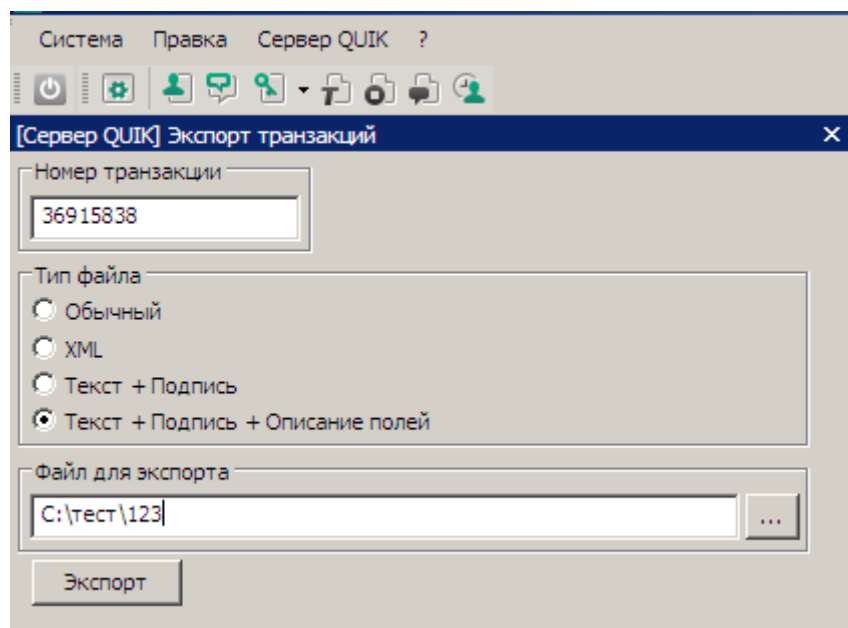 Система Правка Сервер QUIK ?
[Сервер QUIK] Экспорт транзакций
Номер транзакции
36915838
Тип файла
Обычный
XML
Текст + Подпись
Текст + Подпись + Описание полей
Файл для экспорта
C:\тест\123
...
Экспорт